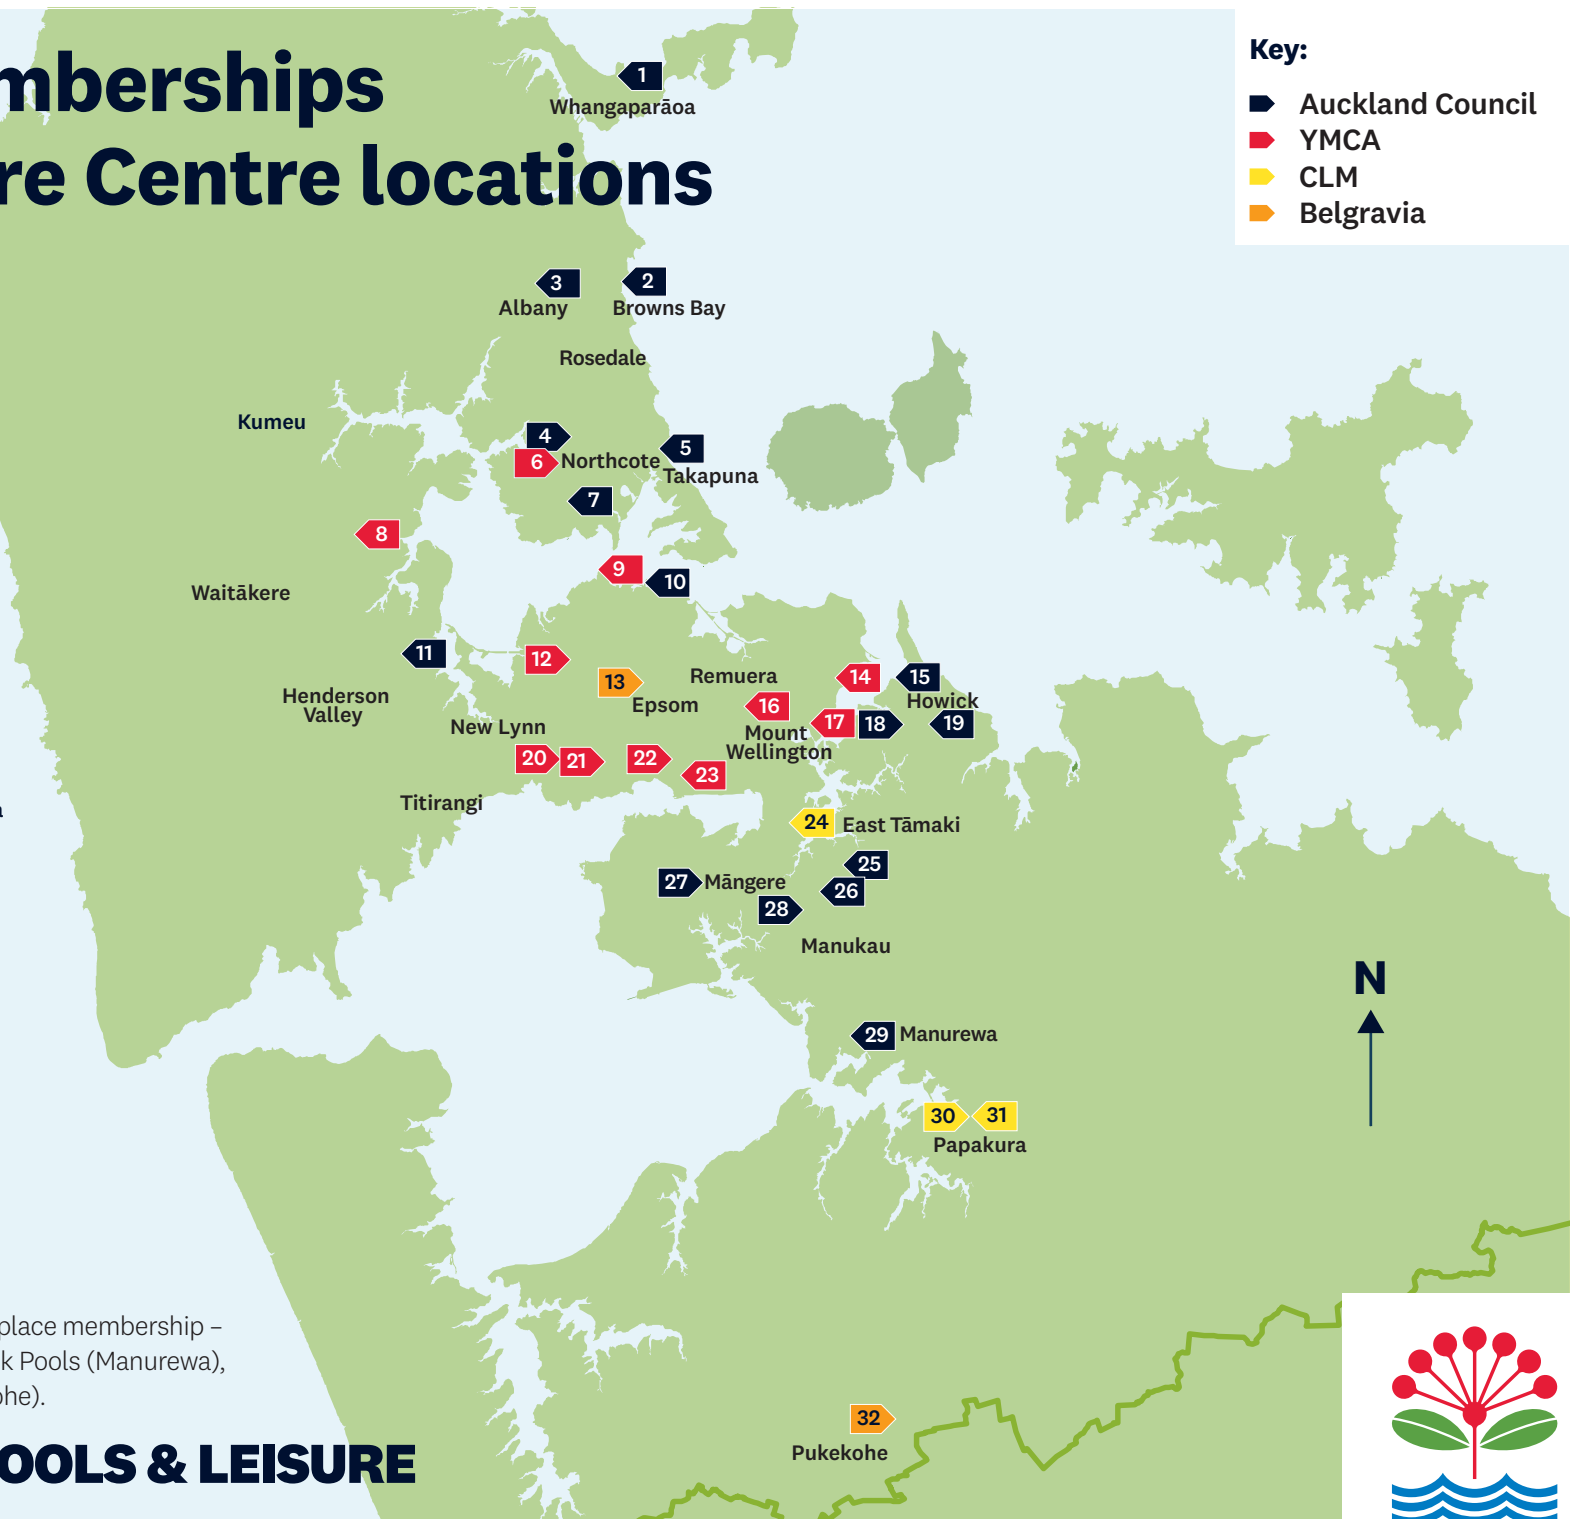 mberships
re Centre locations
Key:
Auckland Council
YMCA
CLM
Belgravia
1
Whangaparāoa
3
2
Albany
Browns Bay
Rosedale
Kumeu
4
5
6
Northcote
Takapuna
7
8
9
10
Waitākere
11
12
13
Remuera
14
15
Henderson
Valley
Epsom
16
Howick
New Lynn
17
18
19
Mount
Wellington
20
21
22
23
Titirangi
a
24
East Tāmaki
25
27
Māngere
26
28
Manukau
N
29
Manurewa
30
31
Papakura
place membership –
k Pools (Manurewa),
ohe).
32
Pukekohe
OOLS & LEISURE